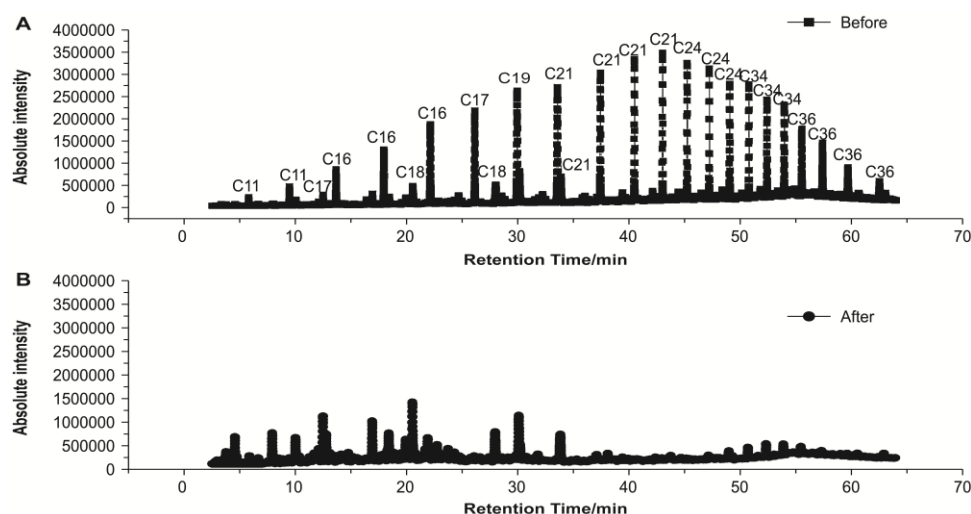 A
Before
4000000
3500000
3000000
2500000
2000000
1500000
1000000
500000
0
Absolute intensity
C11
C11
C17
C16
C16
C18
C16
C17
C18
C19
C21
C21
C21
C21
C21
C24
C24
C24
C34
C34
C34
C36
C36
C36
C36
0 10 20 30 40 50 60 70
Retention Time/min
B
After
4000000
3500000
3000000
2500000
2000000
1500000
1000000
500000
0
Absolute intensity
0 10 20 30 40 50 60 70
Retention Time/min